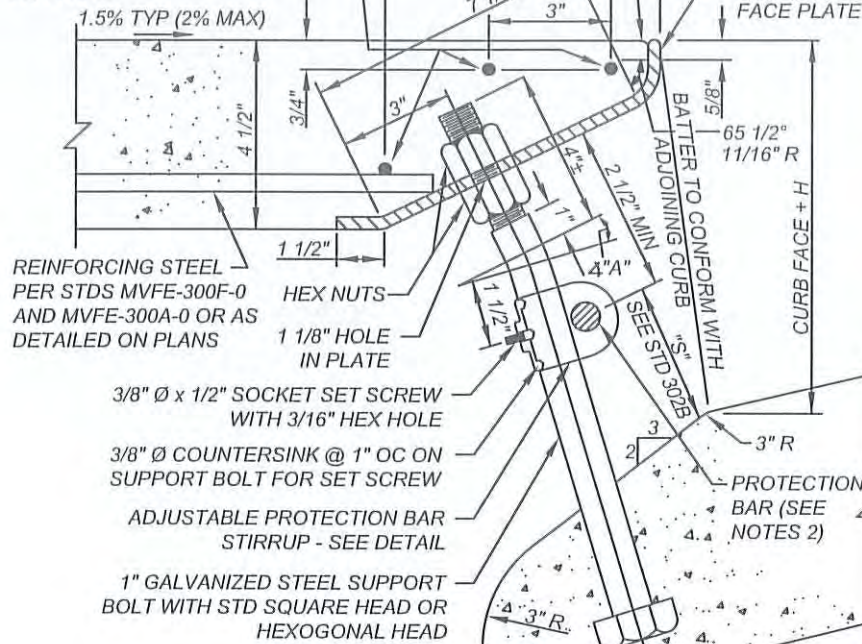 1.5% TYP (2% MAX)
3"
FACE PLATE
4 1/2"
3/4"
3"
4"±
2 1/2" MIN
1"
5/8"
65 1/2°
11/16" R
BATTER TO CONFORM WITH
ADJOINING CURB
CURB FACE + H
1 1/2"
REINFORCING STEEL
PER STDS MVFE-300F-0
AND MVFE-300A-0 OR AS
DETAILED ON PLANS
HEX NUTS
1 1/8" HOLE
IN PLATE
1 1/2"
"S"
SEE STD 302B
3/8" Ø x 1/2" SOCKET SET SCREW
WITH 3/16" HEX HOLE
3/8" Ø COUNTERSINK @ 1" OC ON
SUPPORT BOLT FOR SET SCREW
3
2
3" R
PROTECTION
BAR (SEE
NOTES 2)
ADJUSTABLE PROTECTION BAR
STIRRUP - SEE DETAIL
1" GALVANIZED STEEL SUPPORT
BOLT WITH STD SQUARE HEAD OR
HEXOGONAL HEAD
3" R